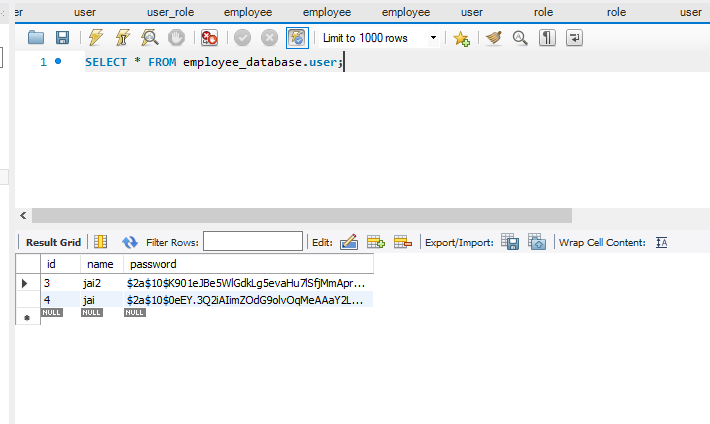 er user user_role employee employee employee user role role user
Limit to 1000 rows
1 SELECT * FROM employee_database.user;
Result Grid Filter Rows: Edit: Export/Import: Wrap Cell Content: IA
id name password
3 jai2 $2a$10$K901eJBe5WlGdkLg5evaHu7lSfjMmApr...
4 jai $2a$10$0eEY.3Q2iAIimZOdG9olvOqMeAAaY2L...
NULL NULL NULL